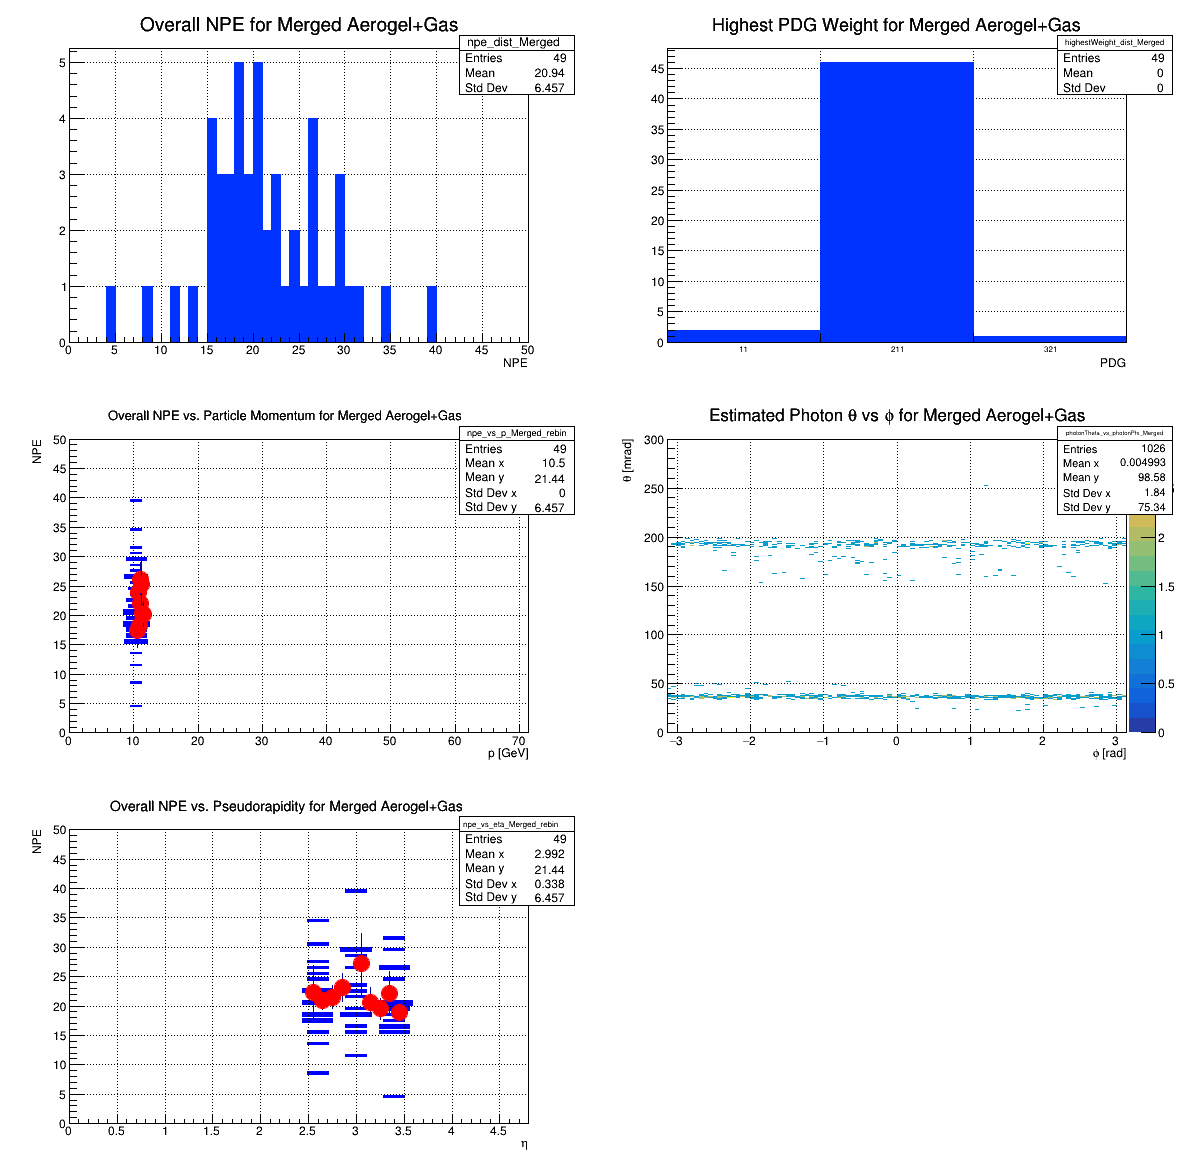 Overall NPE for Merged Aerogel+Gas
npe_dist_Merged
Entries 49
Mean 20.94
Std Dev 6.457
5
4
3
2
1
0
0 5 10 15 20 25 30 35 40 45 50
NPE
Highest PDG Weight for Merged Aerogel+Gas
highestWeight_dist_Merged
Entries 49
Mean 0
Std Dev 0
45
40
35
30
25
20
15
10
5
0
11 211 321
PDG
Overall NPE vs. Particle Momentum for Merged Aerogel+Gas
npe_vs_p_Merged_rebin
Entries 49
Mean x 10.5
Mean y 21.44
Std Dev x 0
Std Dev y 6.457
NPE
50
45
40
35
30
25
20
15
10
5
0
0 10 20 30 40 50 60 70
p [GeV]
Estimated Photon θ vs ϕ for Merged Aerogel+Gas
photonTheta_vs_photonPhi_Merged
Entries 1026
Mean x 0.004993
Mean y 98.58
Std Dev x 1.84
Std Dev y 75.34
θ [mrad]
300
250
200
150
100
50
0
−3 −2 −1 0 1 2 3
ϕ [rad]
2
1.5
1
0.5
0
Overall NPE vs. Pseudorapidity for Merged Aerogel+Gas
npe_vs_eta_Merged_rebin
Entries 49
Mean x 2.992
Mean y 21.44
Std Dev x 0.338
Std Dev y 6.457
NPE
50
45
40
35
30
25
20
15
10
5
0
0 0.5 1 1.5 2 2.5 3 3.5 4 4.5
η